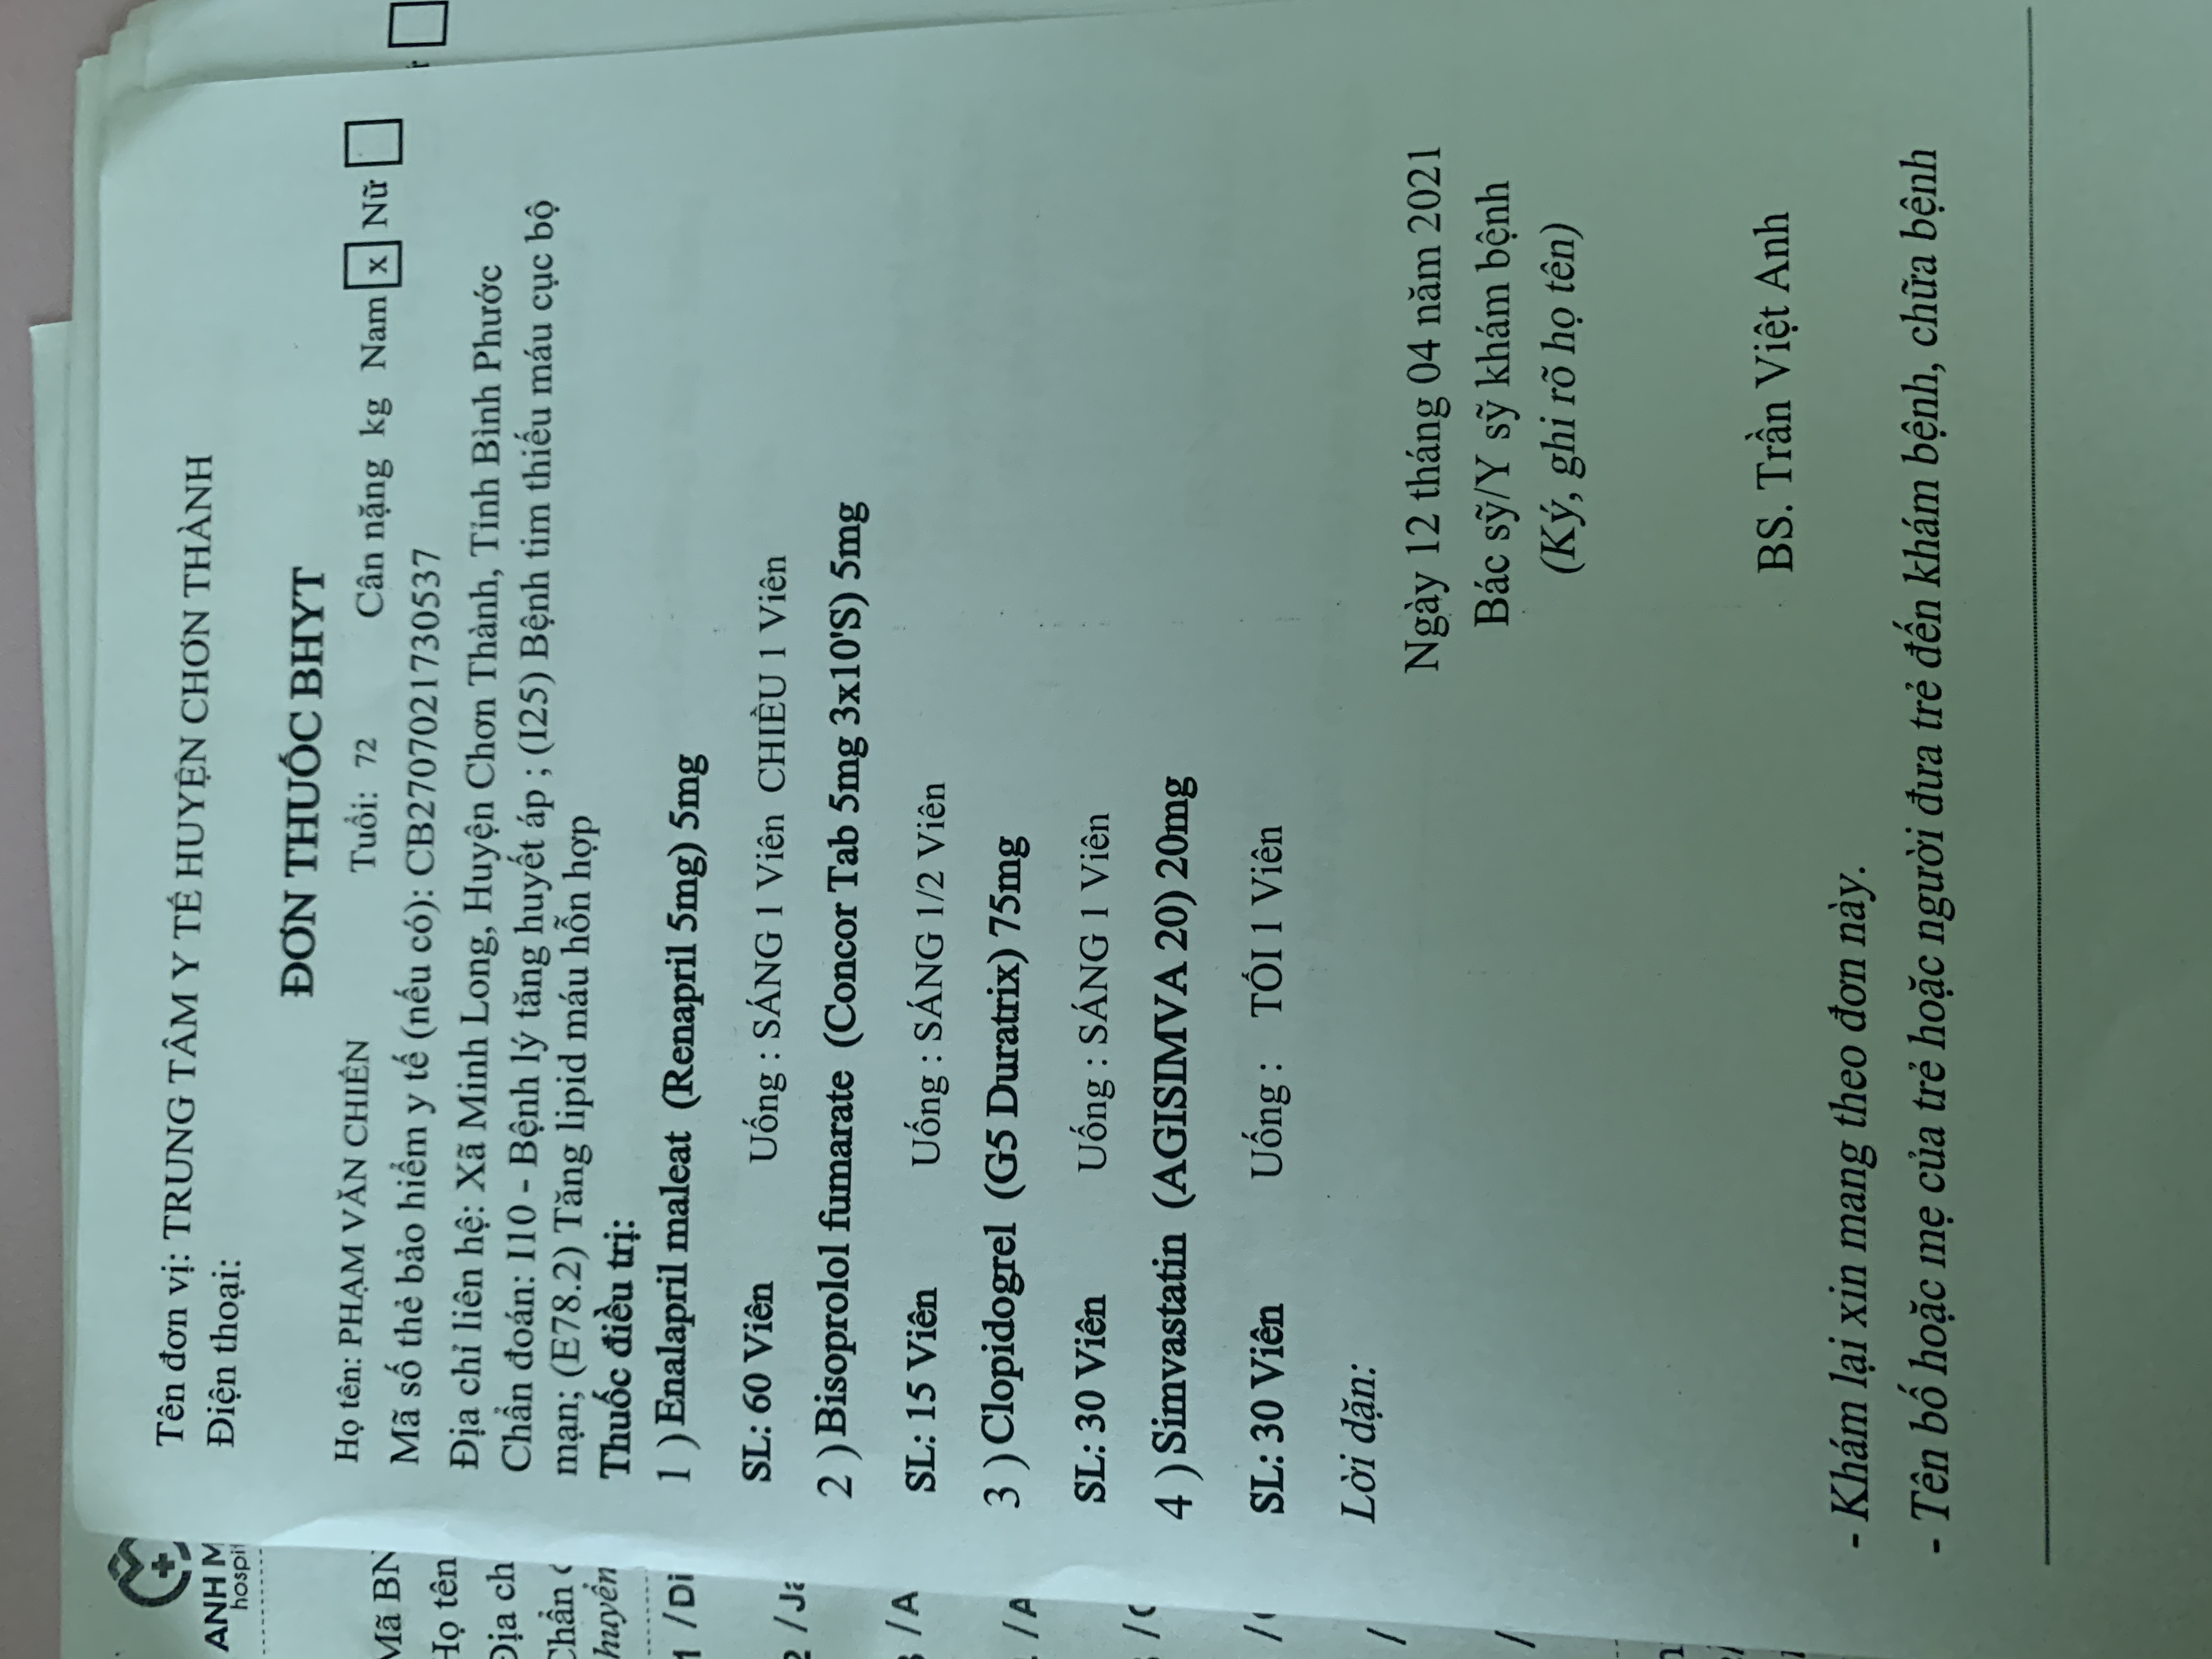 Tên đơn vị: TRUNG TÂM Y TẾ HUYỆN CHƠN THÀNH
Điện thoại:
ĐƠN THUỐC BHYT
Họ tên: PHẠM VĂN CHIÊN Tuổi: 72 Cân nặng kg Nam x Nữ
Mã số thẻ bảo hiểm y tế (nếu có): CB2707021730537
Địa chỉ liên hệ: Xã Minh Long, Huyện Chơn Thành, Tỉnh Bình Phước
Chẩn đoán: I10 - Bệnh lý tăng huyết áp ; (I25) Bệnh tim thiếu máu cục bộ
mạn; (E78.2) Tăng lipid máu hỗn hợp
Thuốc điều trị:
1 ) Enalapril maleat (Renapril 5mg) 5mg
SL: 60 Viên Uống : SÁNG 1 Viên CHIỀU 1 Viên
2 ) Bisoprolol fumarate (Concor Tab 5mg 3x10'S) 5mg
SL: 15 Viên Uống : SÁNG 1/2 Viên
3 ) Clopidogrel (G5 Duratrix) 75mg
SL: 30 Viên Uống : SÁNG 1 Viên
4 ) Simvastatin (AGISIMVA 20) 20mg
SL: 30 Viên Uống : TỐI 1 Viên
Lời dặn:
Ngày 12 tháng 04 năm 2021
Bác sỹ/Y sỹ khám bệnh
(Ký, ghi rõ họ tên)
BS. Trần Việt Anh
- Khám lại xin mang theo đơn này.
- Tên bố hoặc mẹ của trẻ hoặc người đưa trẻ đến khám bệnh, chữa bệnh
ANH
Mã BN
Họ tên
Địa